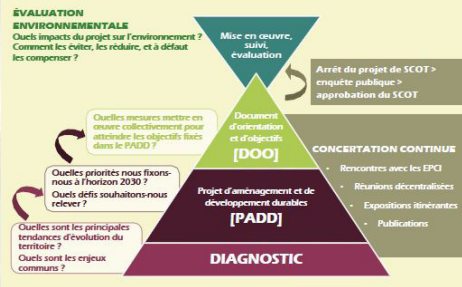 ÉVALUATION
ENVIRONNEMENTALE
Quels impacts du projet sur l'environnement ?
Comment les éviter, les réduire, et à défaut
les compenser ?
Mise en œuvre,
suivi,
évaluation
Arrêt du projet de SCOT >
enquête publique >
approbation du SCOT
Quelles mesures mettre en
œuvre collectivement pour
atteindre les objectifs fixés
dans le PADD ?
Document
d'orientation
et d'objectifs
[DOO]
CONCERTATION CONTINUE
- Rencontres avec les EPCI
- Réunions décentralisées
- Expositions itinérantes
- Publications
Quelles priorités nous fixons-
nous à l'horizon 2030 ?
Quels défis souhaitons-nous
relever ?
Projet d'aménagement et de
développement durables
[PADD]
Quelles sont les principales
tendances d'évolution du
territoire ?
Quels sont les enjeux
communs ?
DIAGNOSTIC